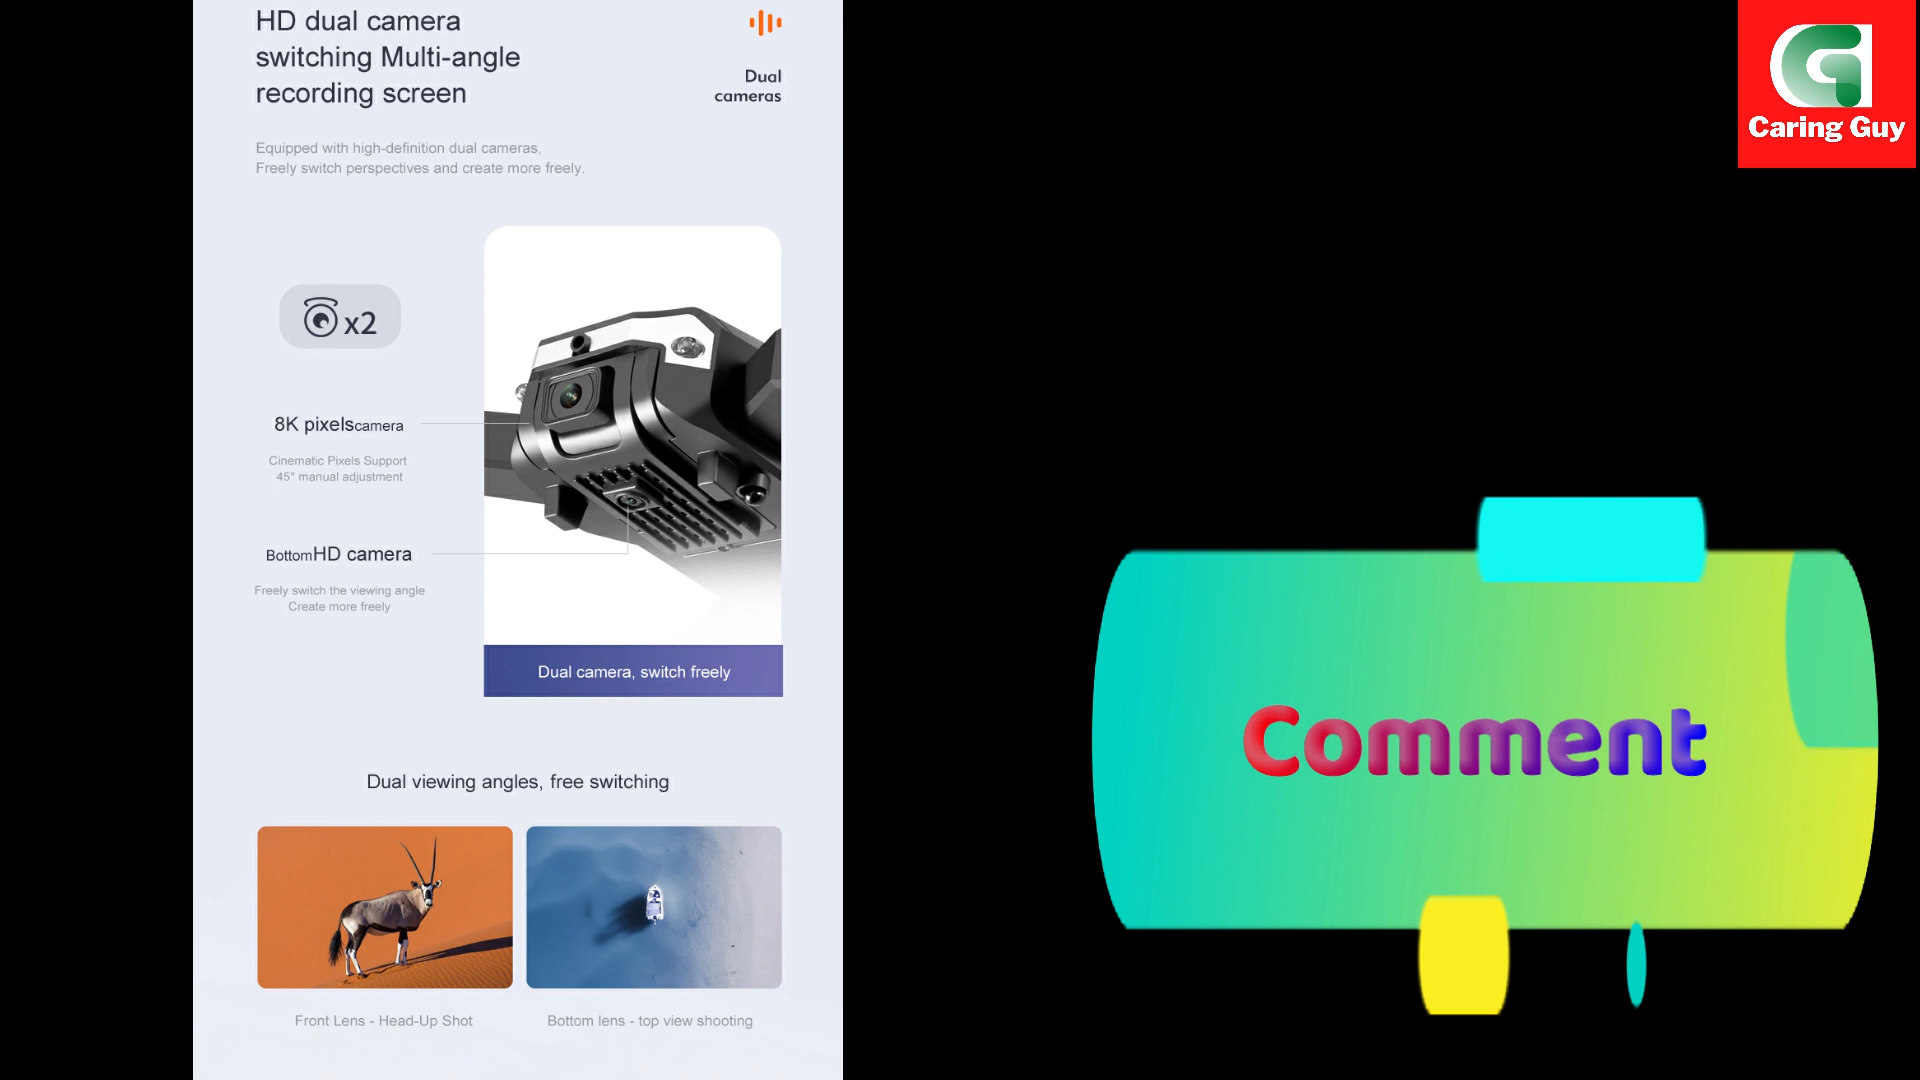 HD dual camera
switching Multi-angle
recording screen
Dual
cameras
Equipped with high-definition dual cameras,
Freely switch perspectives and create more freely.
x2
8K pixelscamera
Cinematic Pixels Support
45° manual adjustment
BottomHD camera
Freely switch the viewing angle
Create more freely
Dual camera, switch freely
Dual viewing angles, free switching
Front Lens - Head-Up Shot
Bottom lens - top view shooting
Caring Guy
Comment